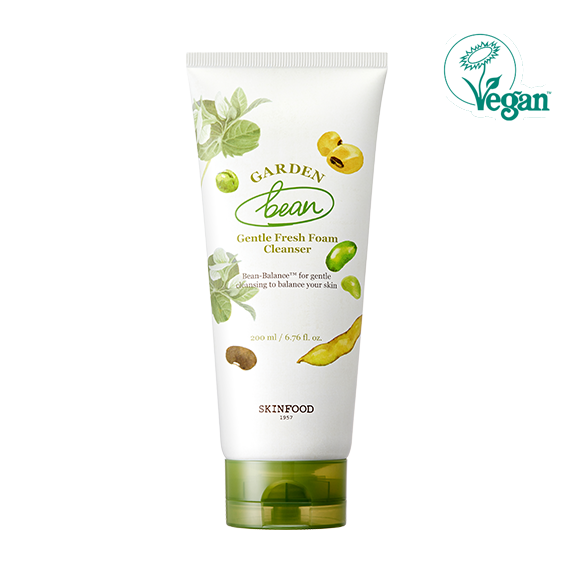 Vegan™
GARDEN
bean
Gentle Fresh Foam
Cleanser
Bean-Balance™ for gentle
cleansing to balance your skin
200 ml / 6.76 fl. oz.
SKINFOOD
1957